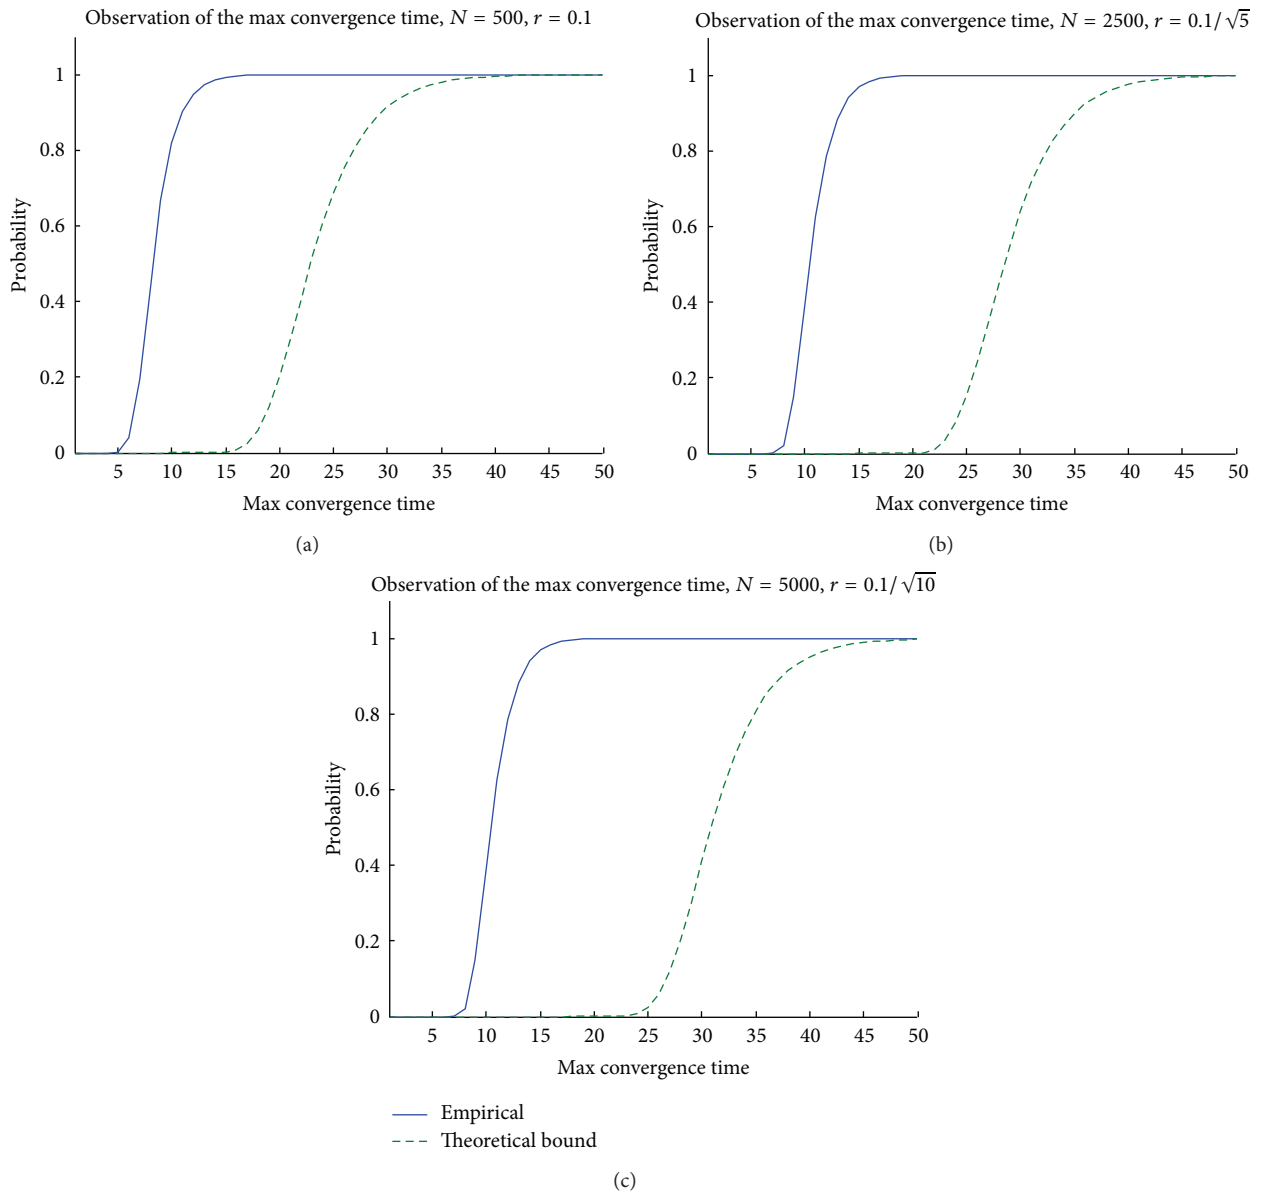 Observation of the max convergence time, N = 500, r = 0.1
1
0.8
0.6
0.4
0.2
0
Probability
5 10 15 20 25 30 35 40 45 50
Max convergence time
(a)
Observation of the max convergence time, N = 2500, r = 0.1/√5
1
0.8
0.6
0.4
0.2
0
Probability
5 10 15 20 25 30 35 40 45 50
Max convergence time
(b)
Observation of the max convergence time, N = 5000, r = 0.1/√10
1
0.8
0.6
0.4
0.2
0
Probability
5 10 15 20 25 30 35 40 45 50
Max convergence time
Empirical
Theoretical bound
(c)